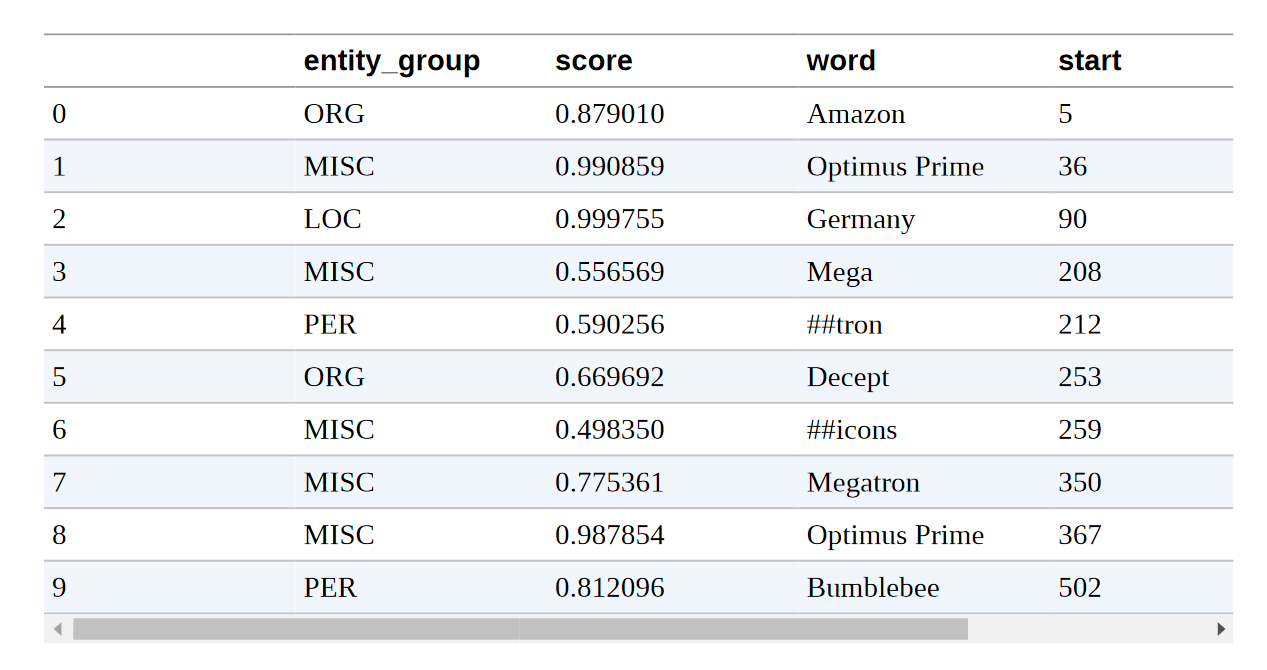 entity_group score word start
0 ORG 0.879010 Amazon 5
1 MISC 0.990859 Optimus Prime 36
2 LOC 0.999755 Germany 90
3 MISC 0.556569 Mega 208
4 PER 0.590256 ##tron 212
5 ORG 0.669692 Decept 253
6 MISC 0.498350 ##icons 259
7 MISC 0.775361 Megatron 350
8 MISC 0.987854 Optimus Prime 367
9 PER 0.812096 Bumblebee 502